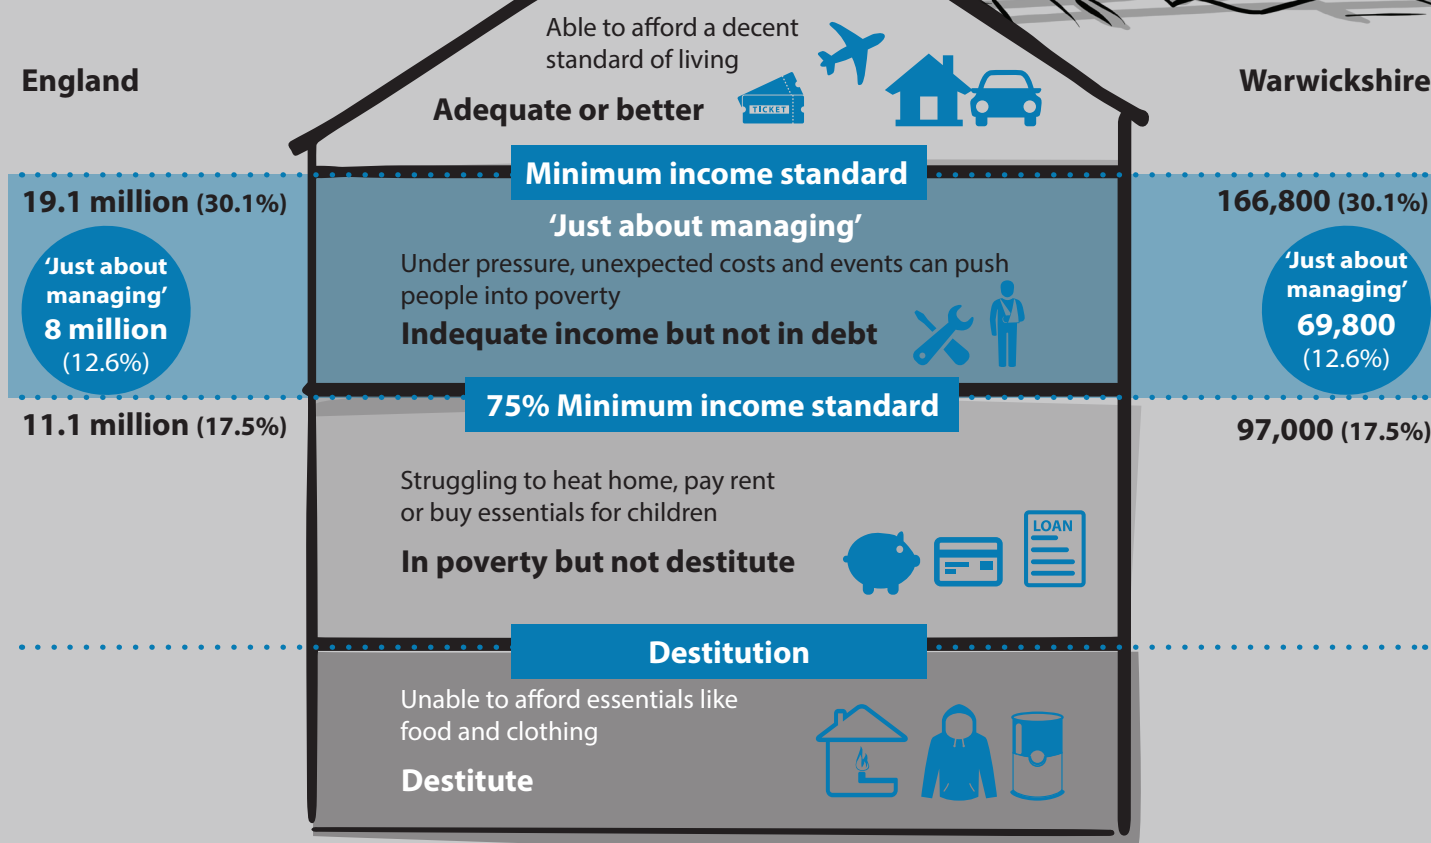 England
Warwickshire
Able to afford a decent
standard of living
Adequate or better
TICKET
Minimum income standard
19.1 million (30.1%)
166,800 (30.1%)
'Just about
managing'
8 million
(12.6%)
‘Just about managing’
Under pressure, unexpected costs and events can push
people into poverty
Indequate income but not in debt
'Just about
managing'
69,800
(12.6%)
75% Minimum income standard
11.1 million (17.5%)
97,000 (17.5%)
Struggling to heat home, pay rent
or buy essentials for children
In poverty but not destitute
LOAN
Destitution
Unable to afford essentials like
food and clothing
Destitute